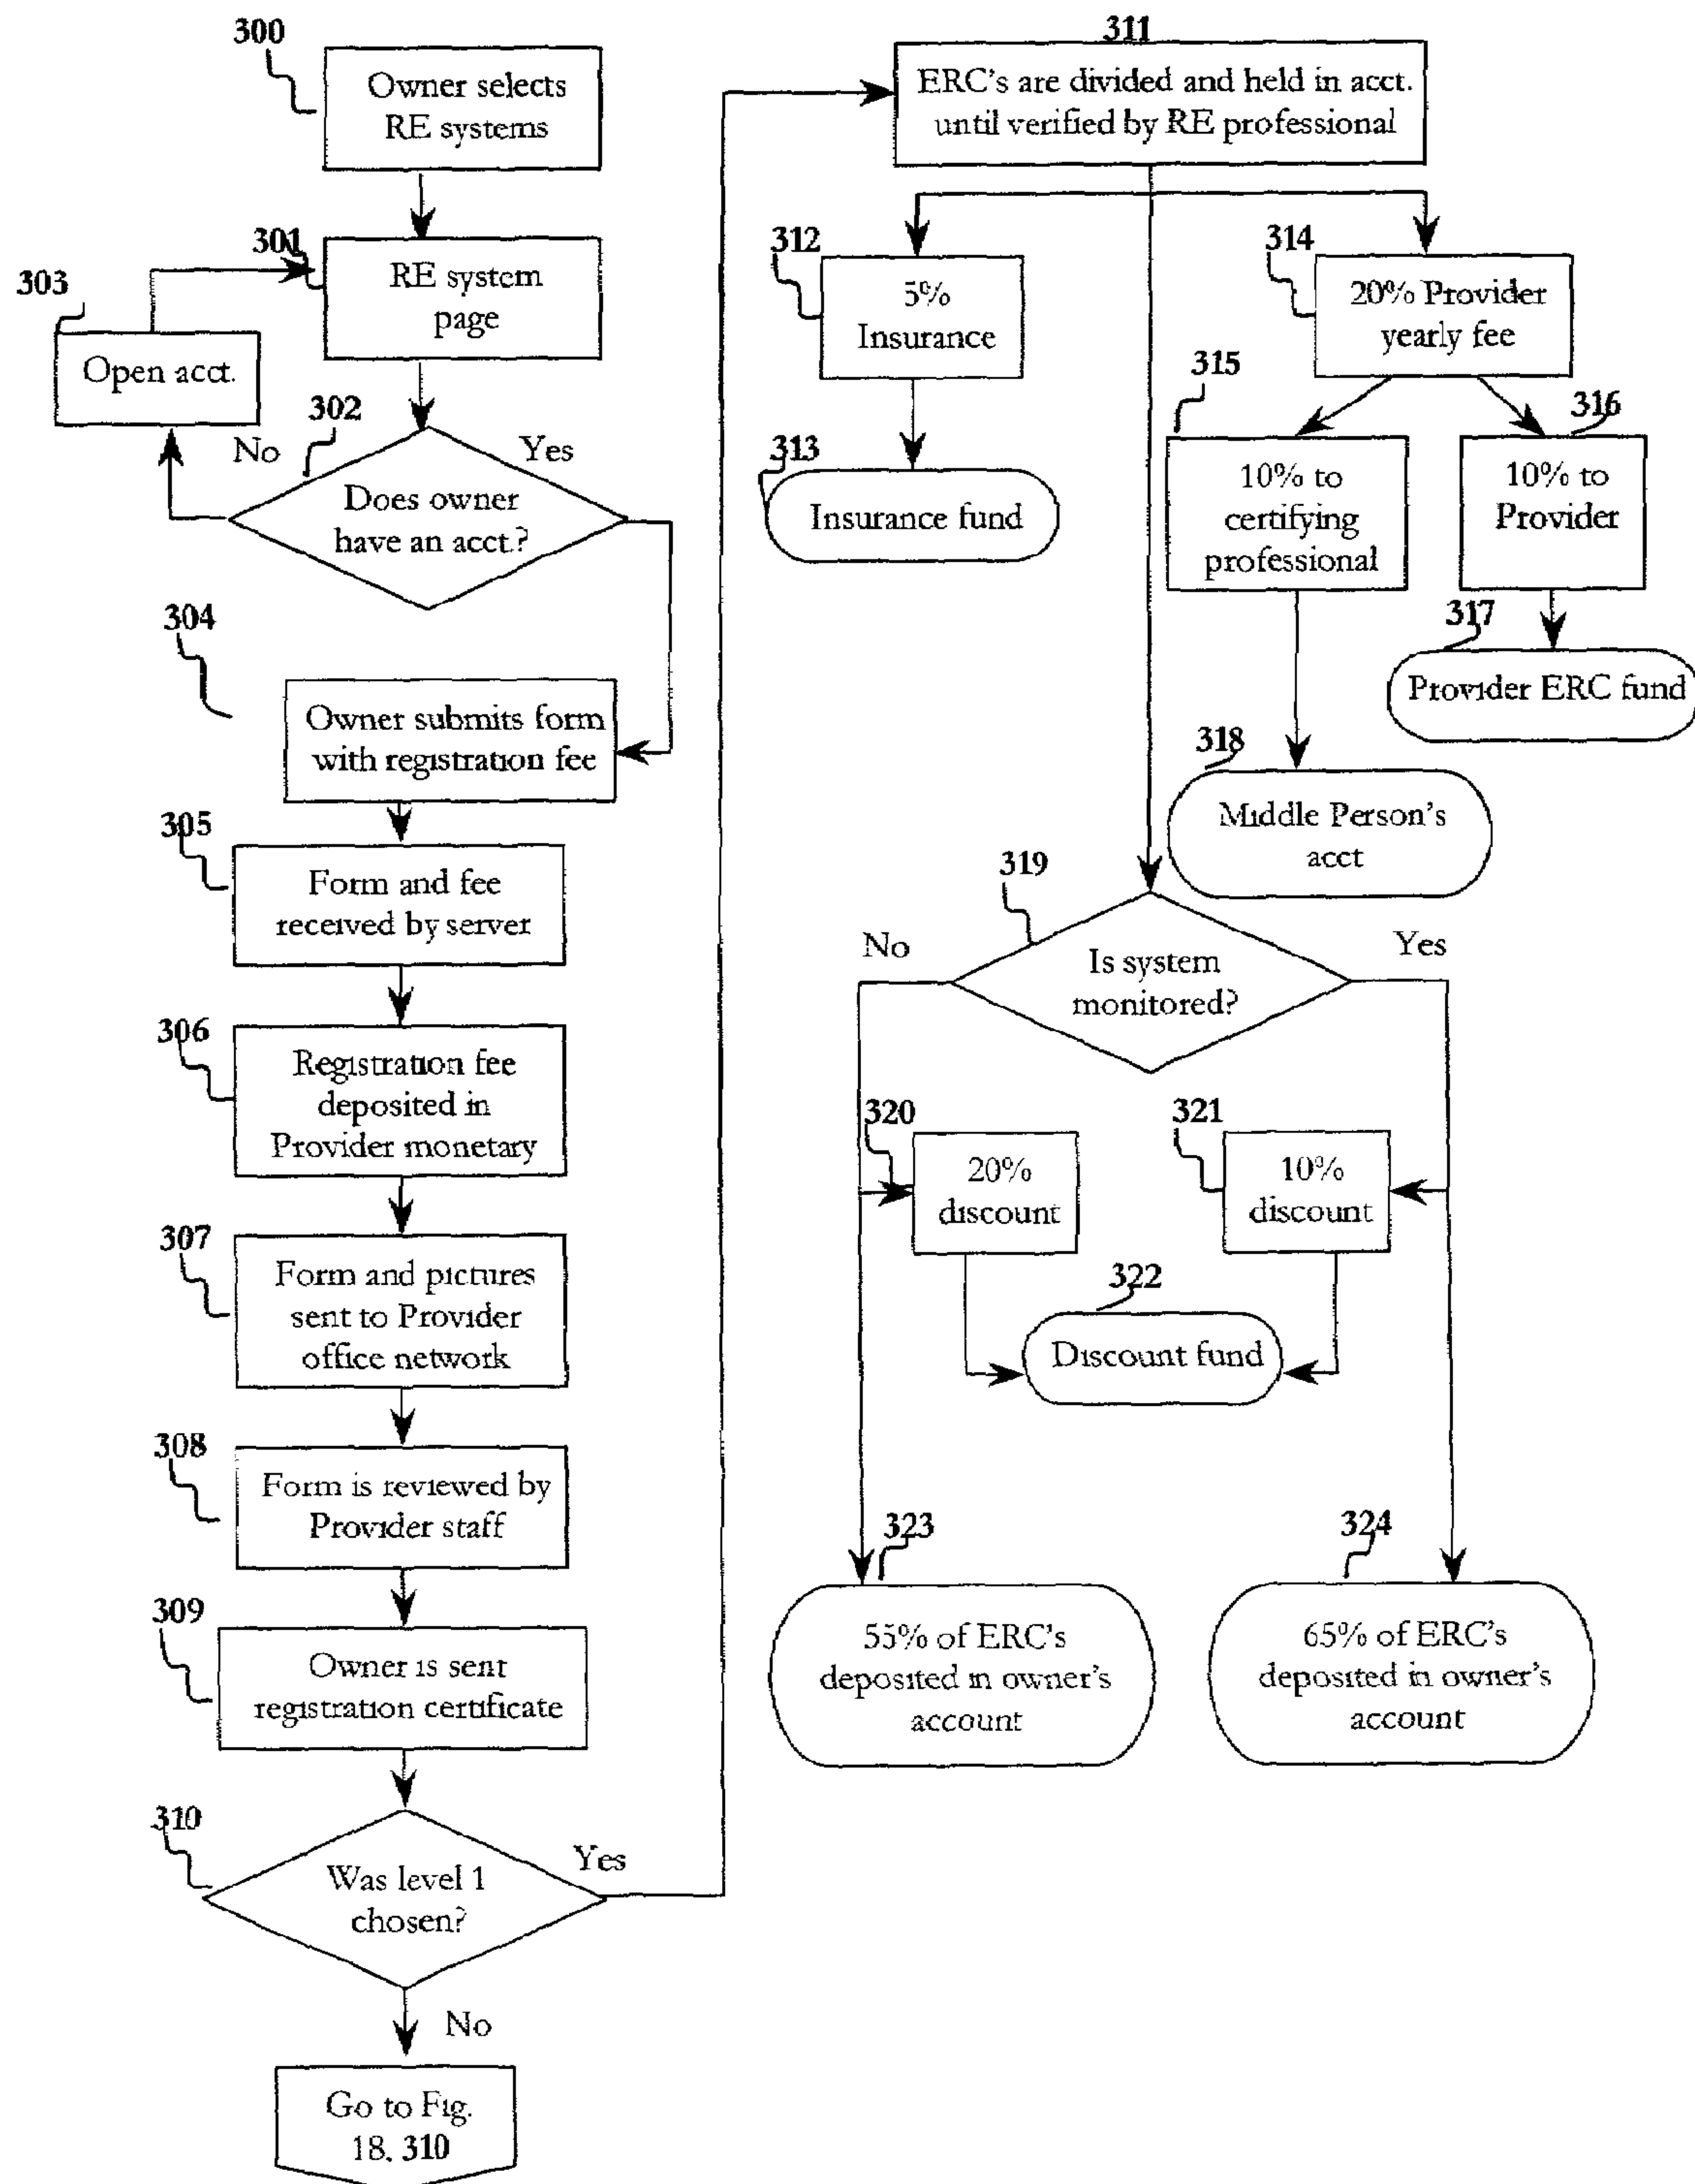 300
Owner selects
RE systems
301
RE system
page
303
Open acct.
302
No
Yes
Does owner
have an acct.?
304
Owner submits form
with registration fee
305
Form and fee
received by server
306
Registration fee
deposited in
Provider monetary
307
Form and pictures
sent to Provider
office network
308
Form is reviewed by
Provider staff
309
Owner is sent
registration certificate
310
Yes
Was level 1
chosen?
No
Go to Fig.
18. 310
311
ERC's are divided and held in acct.
until verified by RE professional
312
5%
Insurance
313
Insurance fund
314
20% Provider
yearly fee
315
10% to
certifying
professional
316
10% to
Provider
317
Provider ERC fund
318
Middle Person's
acct
319
No
Yes
Is system
monitored?
320
20%
discount
321
10%
discount
322
Discount fund
323
55% of ERC's
deposited in owner's
account
324
65% of ERC's
deposited in owner's
account